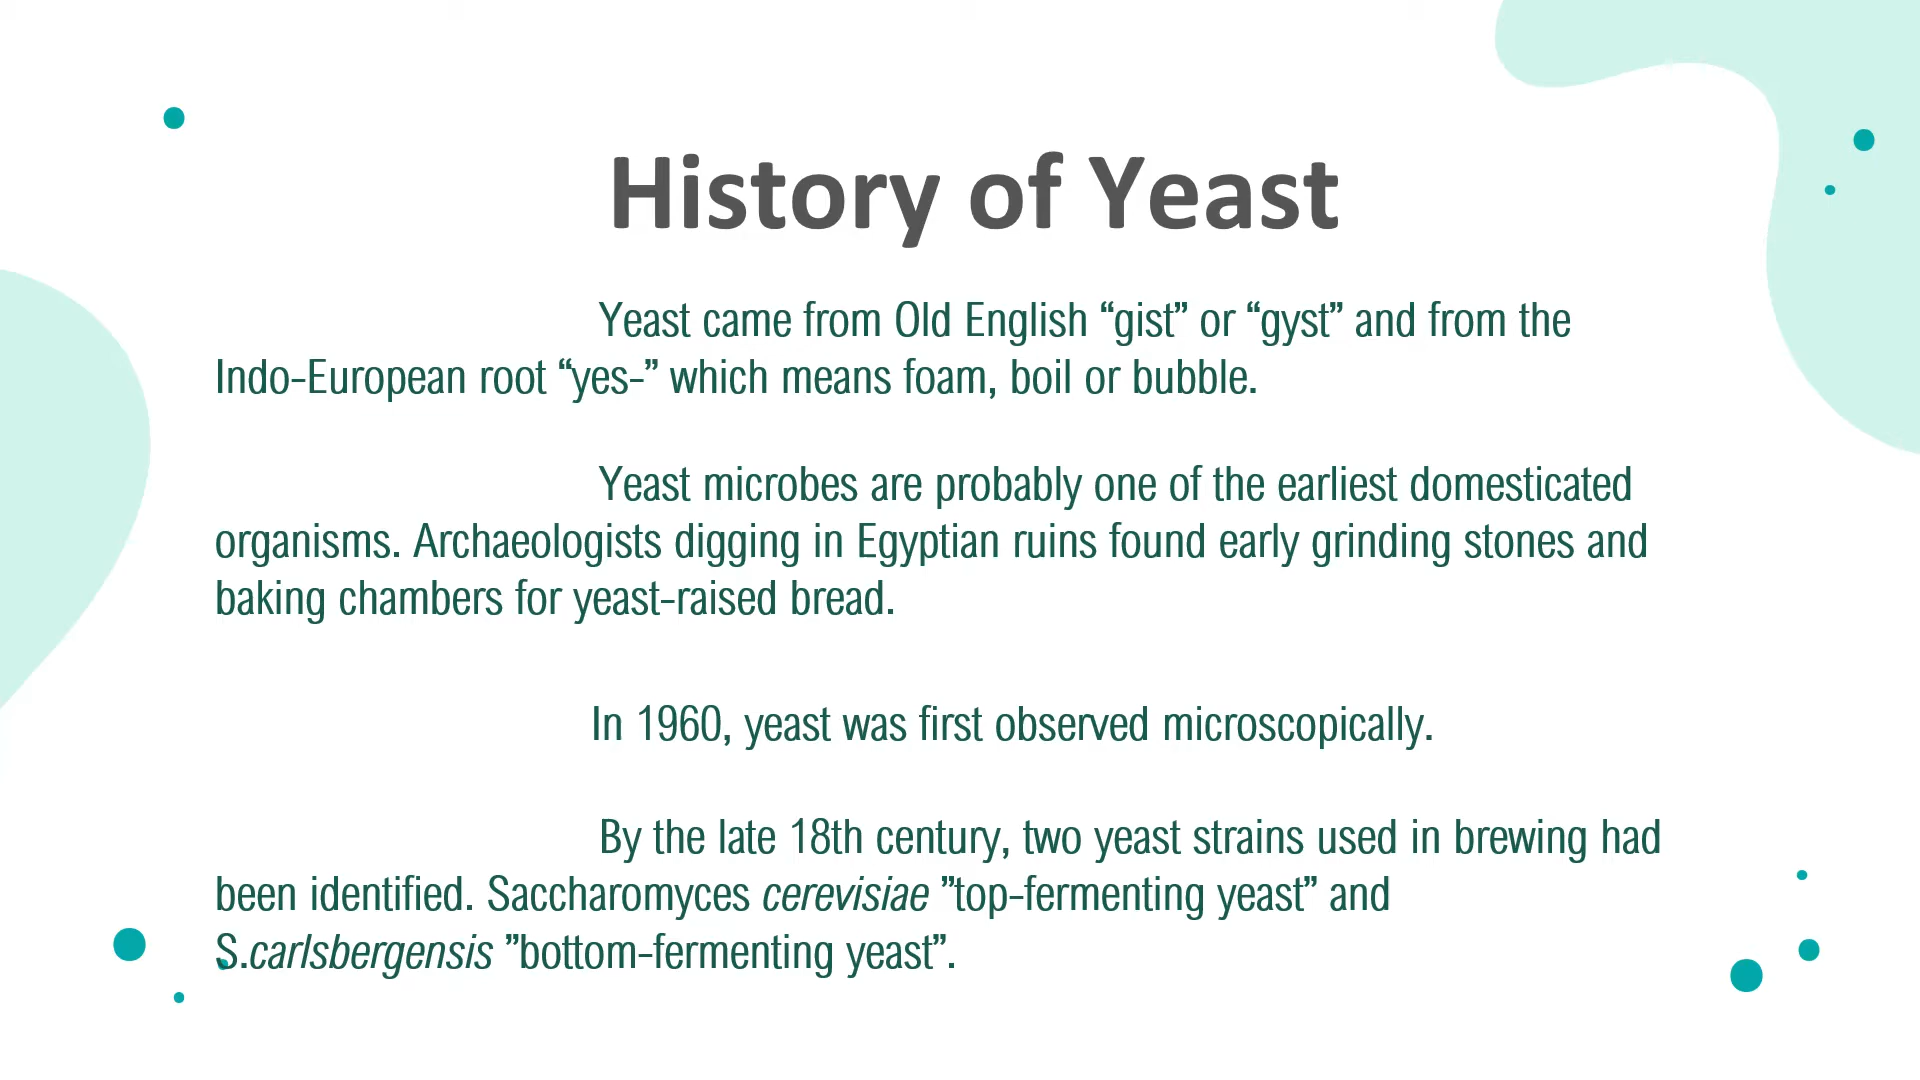 History of Yeast
Yeast came from Old English “gist” or “gyst” and from the
Indo-European root “yes-” which means foam, boil or bubble.
Yeast microbes are probably one of the earliest domesticated
organisms. Archaeologists digging in Egyptian ruins found early grinding stones and
baking chambers for yeast-raised bread.
In 1960, yeast was first observed microscopically.
By the late 18th century, two yeast strains used in brewing had
been identified. Saccharomyces cerevisiae ”top-fermenting yeast” and
S.carlsbergensis ”bottom-fermenting yeast”.